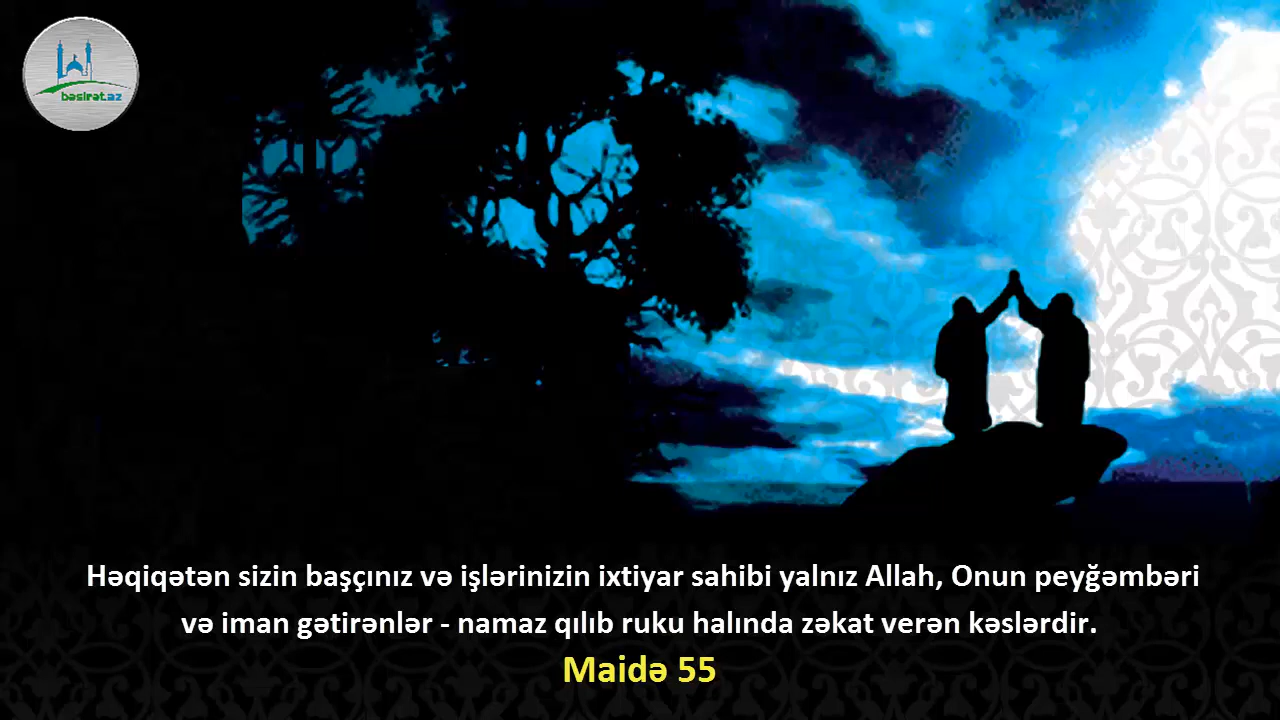 bəsirət.az
Həqiqətən sizin başçınız və işlərinizin ixtiyar sahibi yalnız Allah, Onun peyğəmbəri
və iman gətirənlər - namaz qılıb ruku halında zəkat verən kəslərdir.
Maidə 55